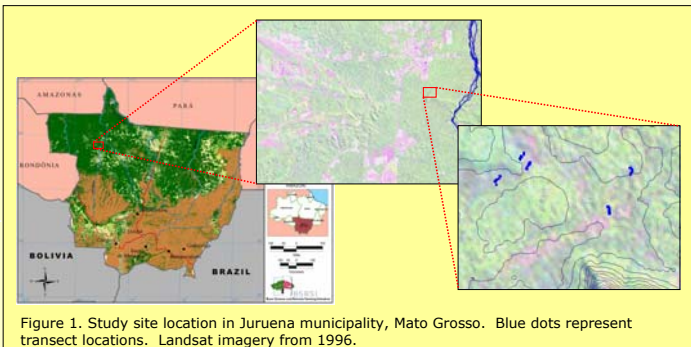 AMAZONAS
PARÁ
RONDÔNIA
BOLIVIA
BRAZIL
Figure 1. Study site location in Juruena municipality, Mato Grosso. Blue dots represent
transect locations. Landsat imagery from 1996.